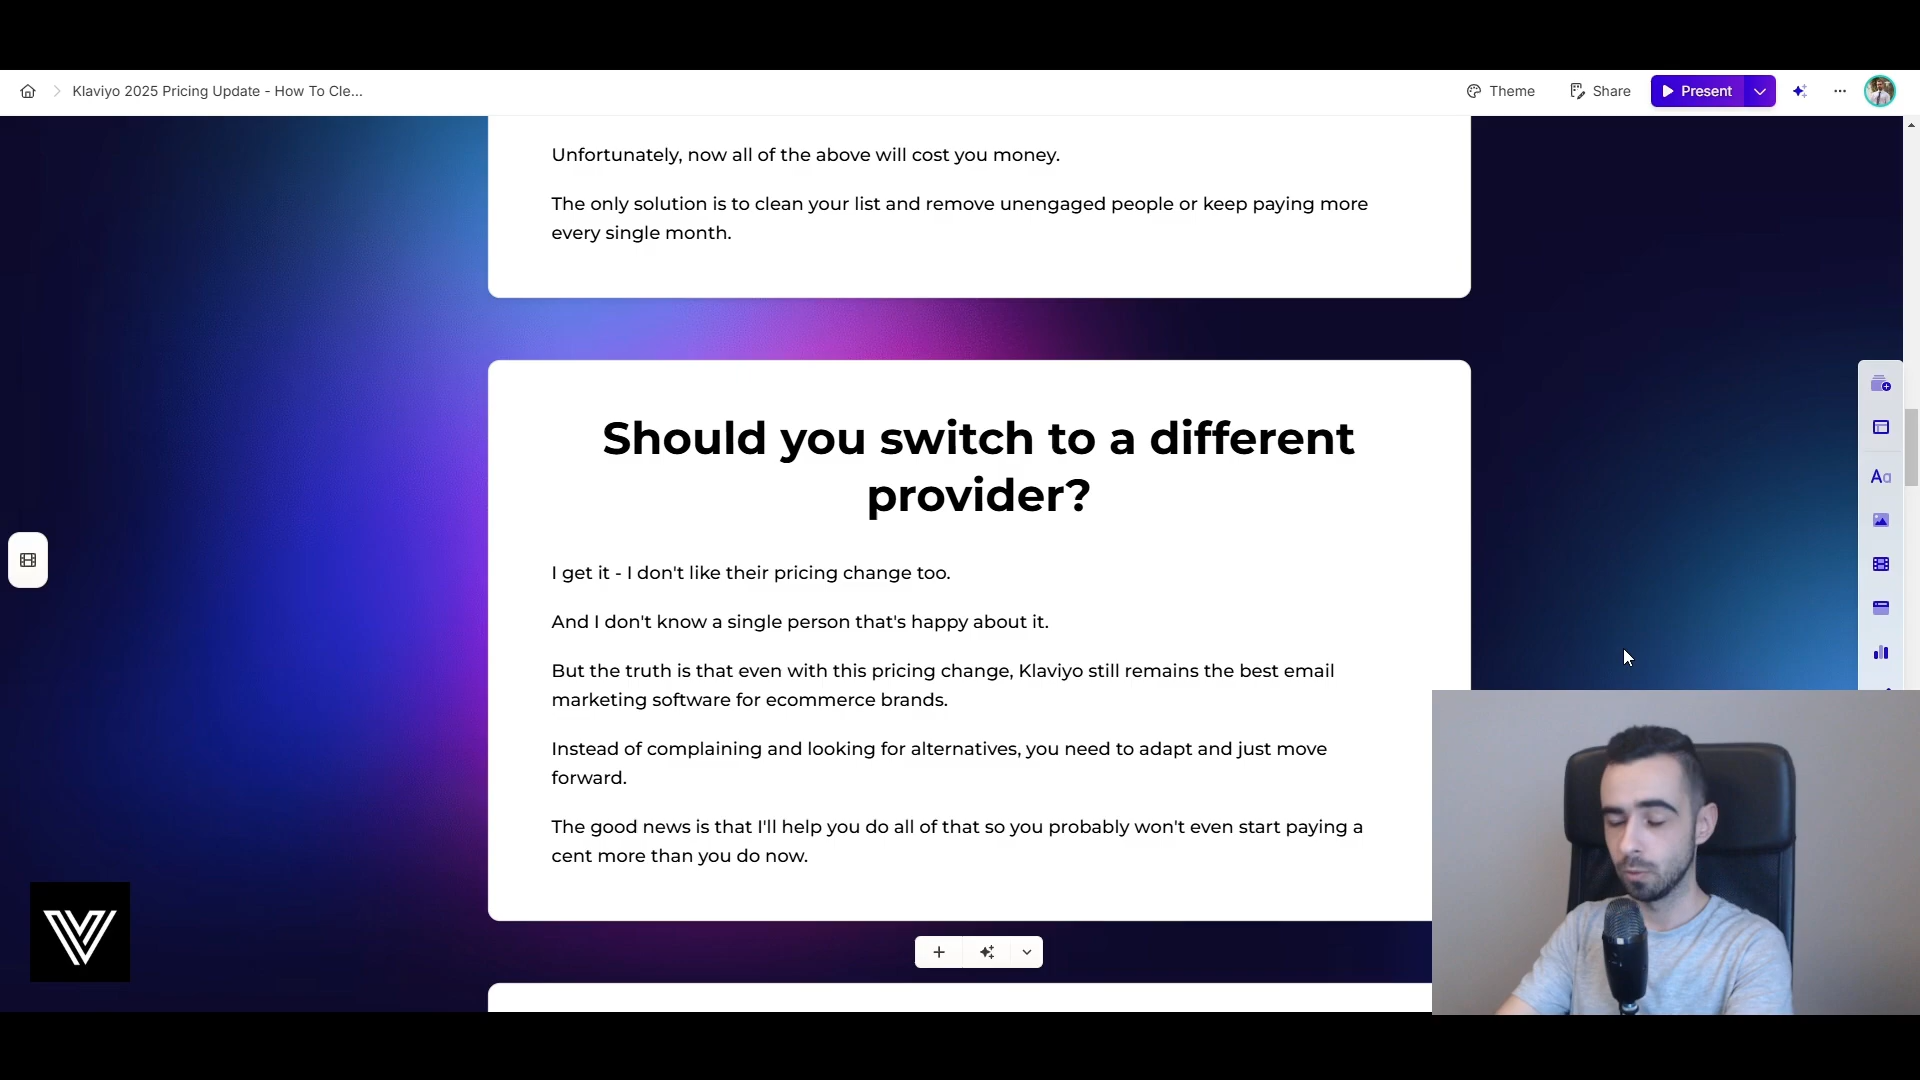 Klaviyo 2025 Pricing Update - How To Cle...
Theme
Share
Present
Unfortunately, now all of the above will cost you money.
The only solution is to clean your list and remove unengaged people or keep paying more
every single month.
Should you switch to a different
provider?
I get it - I don't like their pricing change too.
And I don't know a single person that's happy about it.
But the truth is that even with this pricing change, Klaviyo still remains the best email
marketing software for ecommerce brands.
Instead of complaining and looking for alternatives, you need to adapt and just move
forward.
The good news is that I'll help you do all of that so you probably won't even start paying a
cent more than you do now.
Aa